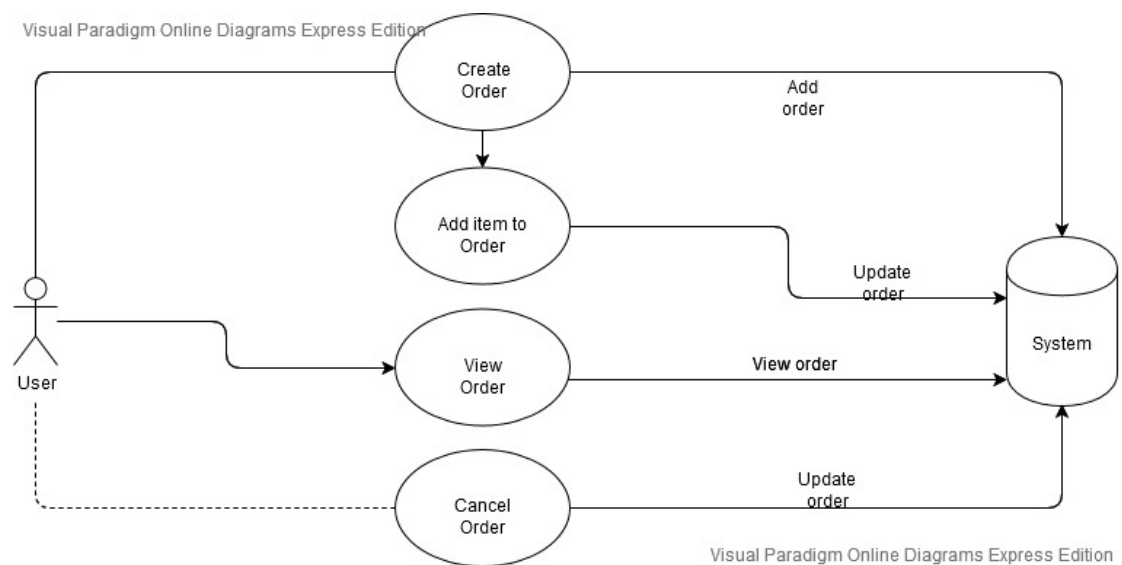 Visual Paradigm Online Diagrams Express Edition
Create
Order
Add
order
Add item to
Order
Update
order
System
User
View
Order
View order
Cancel
Order
Update
order
Visual Paradigm Online Diagrams Express Edition